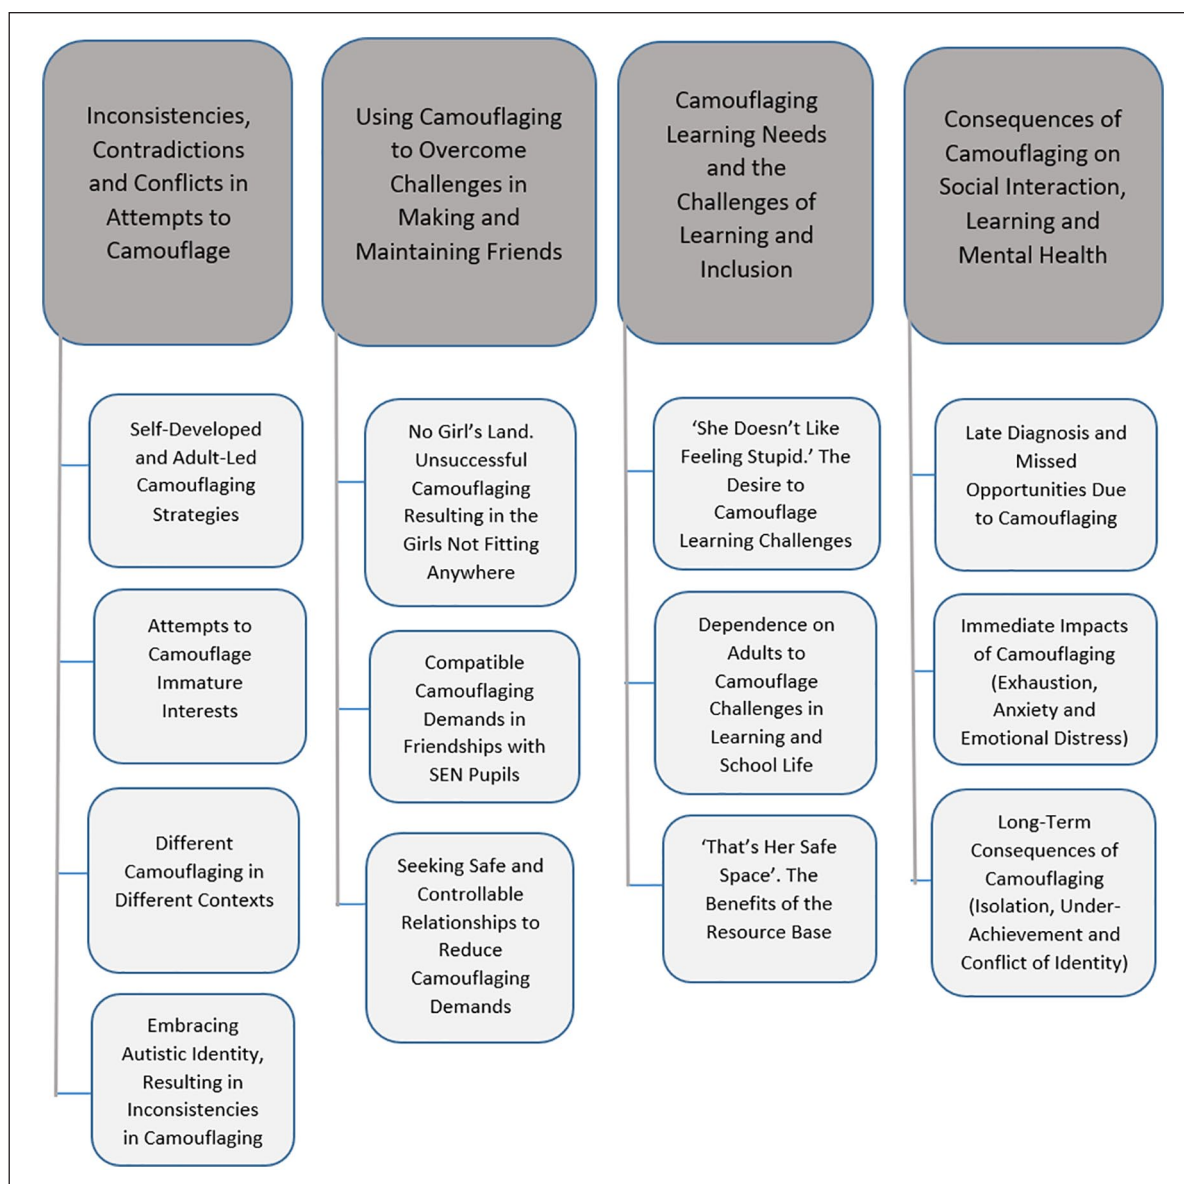 Inconsistencies,
Contradictions
and Conflicts in
Attempts to
Camouflage
Self-Developed
and Adult-Led
Camouflaging
Strategies
Attempts to
Camouflage
Immature
Interests
Different
Camouflaging in
Different Contexts
Embracing
Autistic Identity,
Resulting in
Inconsistencies
in Camouflaging
Using Camouflaging
to Overcome
Challenges in
Making and
Maintaining Friends
No Girl’s Land.
Unsuccessful
Camouflaging
Resulting in the
Girls Not Fitting
Anywhere
Compatible
Camouflaging
Demands in
Friendships with
SEN Pupils
Seeking Safe and
Controllable
Relationships to
Reduce
Camouflaging
Demands
Camouflaging
Learning Needs
and the
Challenges of
Learning and
Inclusion
‘She Doesn’t Like
Feeling Stupid.’ The
Desire to
Camouflage
Learning Challenges
Dependence on
Adults to
Camouflage
Challenges in
Learning and
School Life
‘That’s Her Safe
Space’. The
Benefits of the
Resource Base
Consequences of
Camouflaging on
Social Interaction,
Learning and
Mental Health
Late Diagnosis and
Missed
Opportunities Due
to Camouflaging
Immediate Impacts
of Camouflaging
(Exhaustion,
Anxiety and
Emotional Distress)
Long-Term
Consequences of
Camouflaging
(Isolation, Under-
Achievement and
Conflict of Identity)